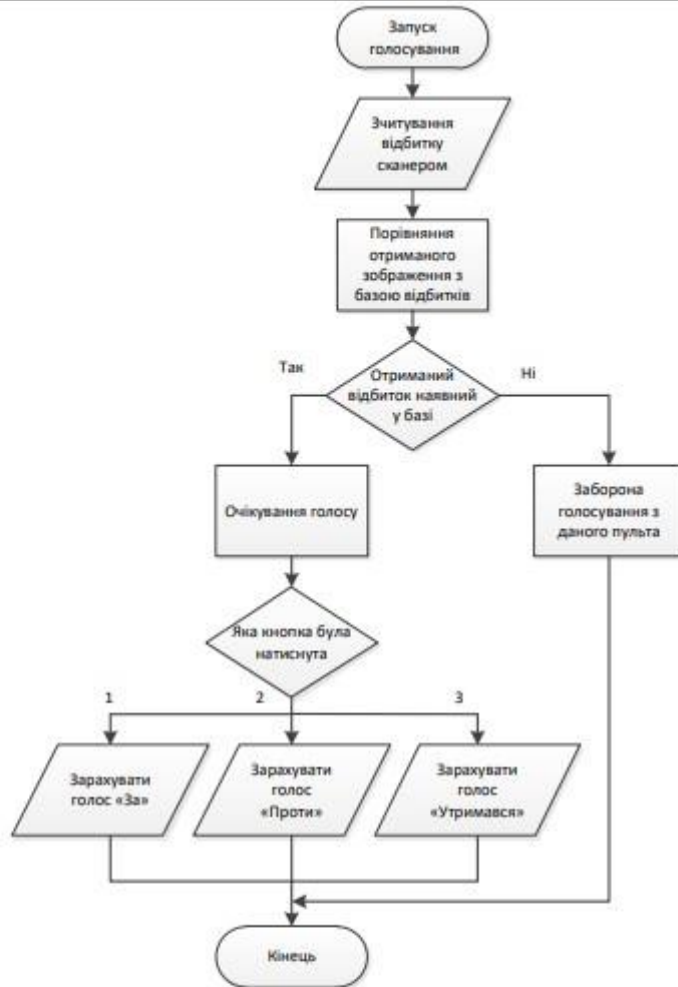 Запуск
голосування
Зчитування
відбитку
сканером
Порівняння
отриманого
зображення з
базою відбитків
Так
Отриманий
відбиток наявний
у базі
Ні
Очікування голосу
Заборона
голосування з
даного пульта
Яка кнопка була
натиснута
1
2
3
Зарахувати
голос «За»
Зарахувати
голос
«Проти»
Зарахувати
голос
«Утримався»
Кінець